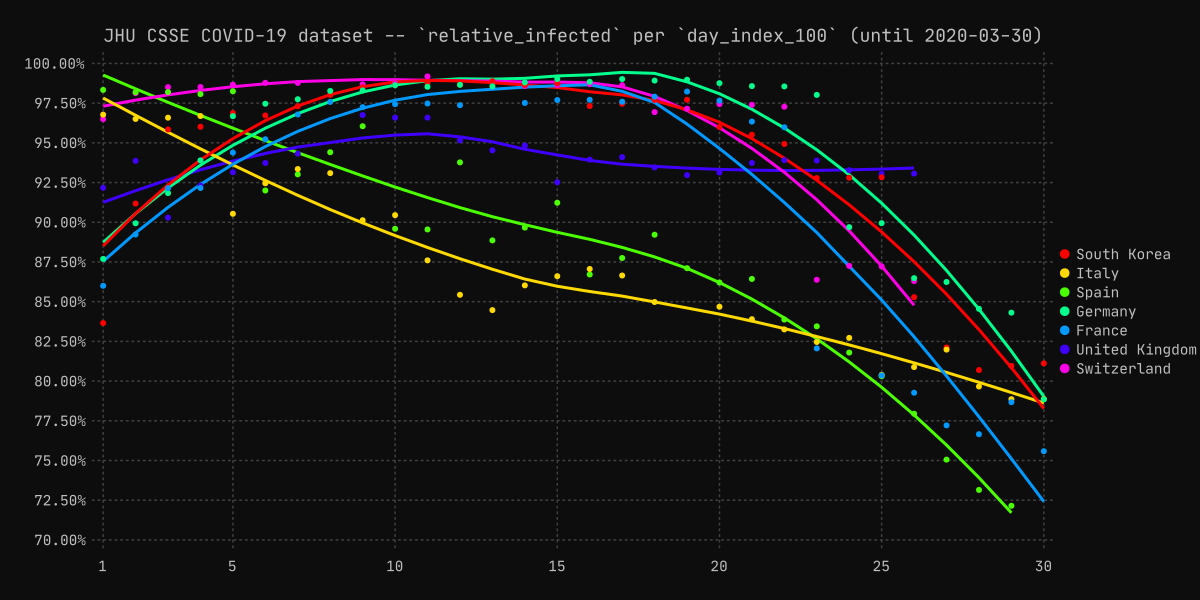 JHU CSSE COVID-19 dataset -- `relative_infected` per `day_index_100` (until 2020-03-30)
100.00%
97.50%
95.00%
92.50%
90.00%
87.50%
85.00%
82.50%
80.00%
77.50%
75.00%
72.50%
70.00%
1 5 10 15 20 25 30
South Korea
Italy
Spain
Germany
France
United Kingdom
Switzerland